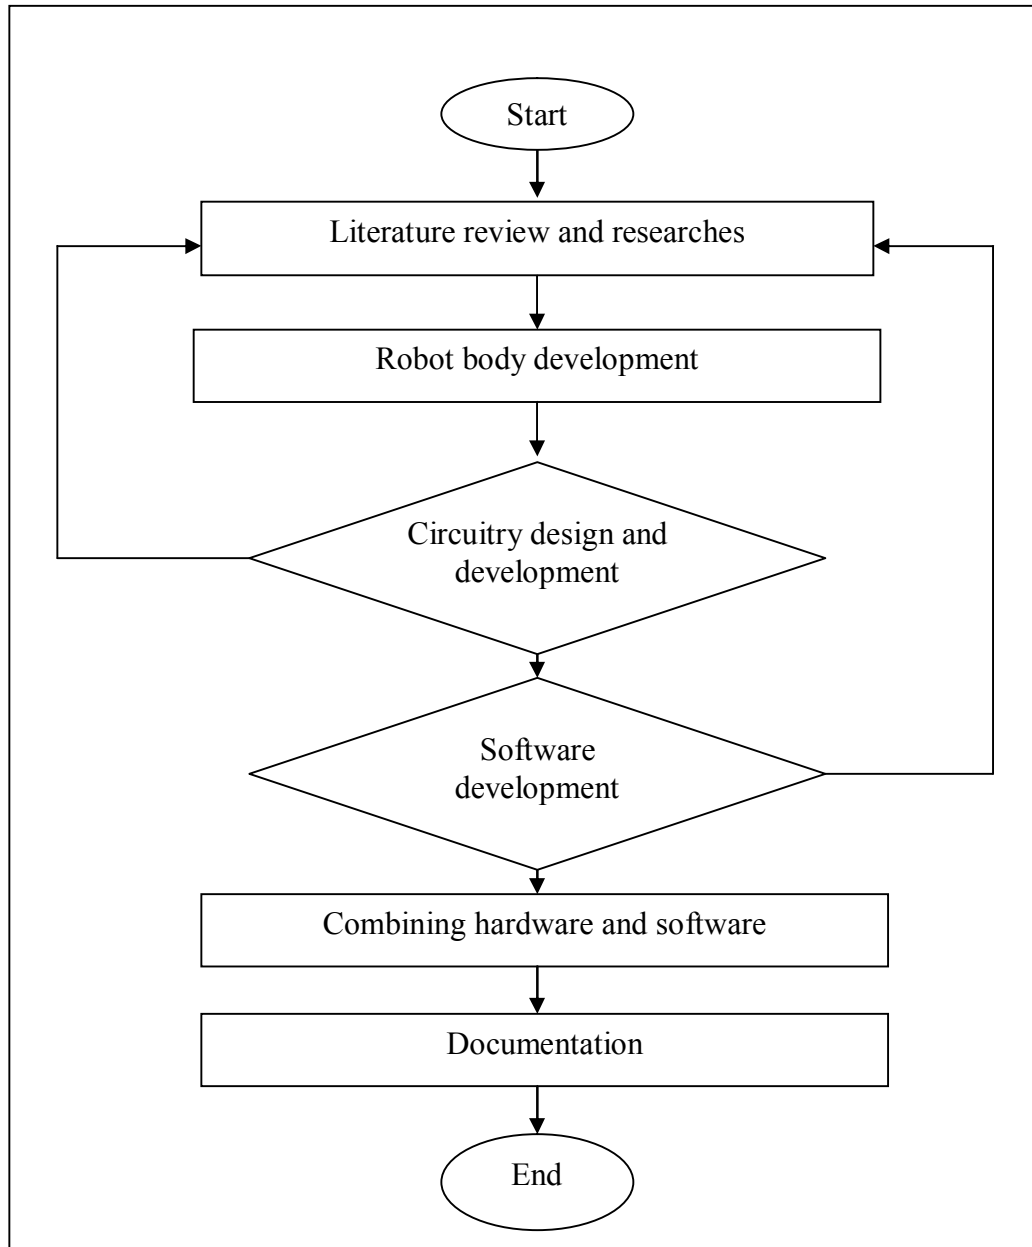 Start
Literature review and researches
Robot body development
Circuitry design and
development
Software
development
Combining hardware and software
Documentation
End